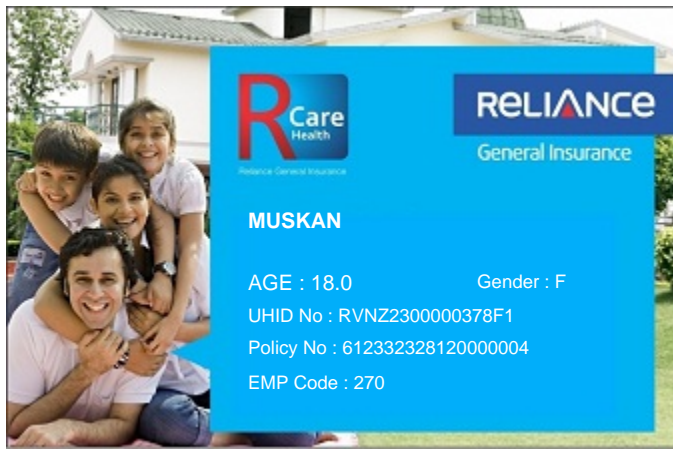 R Care
Health
Reliance General Insurance
RELIANCE
General Insurance
MUSKAN
AGE : 18.0 Gender : F
UHID No : RVNZ2300000378F1
Policy No : 612332328120000004
EMP Code : 270